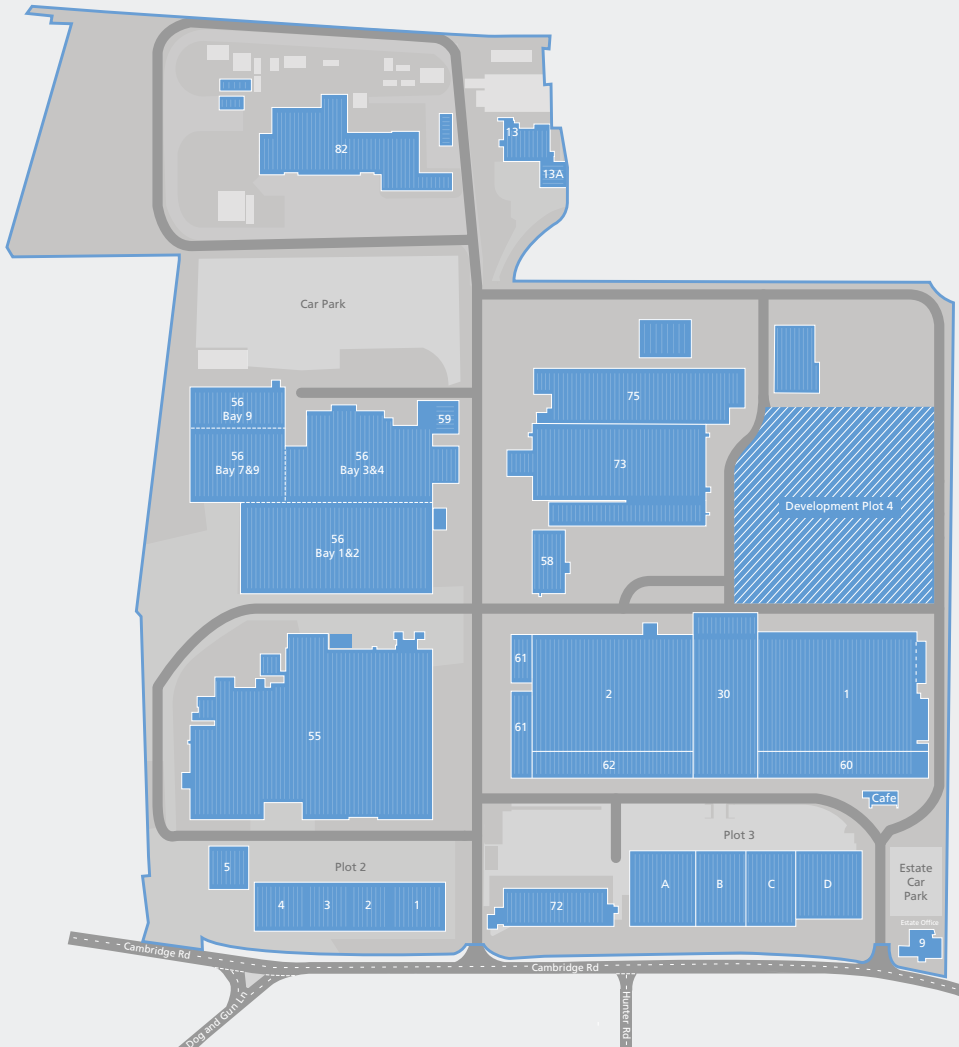 13
82
13A
Car Park
75
56
Bay 9
59
56
Bay 7&9
56
Bay 3&4
73
Development Plot 4
56
Bay 1&2
58
61
2
30
1
61
55
62
60
Cafe
Plot 3
5
Plot 2
Estate
Car
Park
A
B
C
D
4
3
2
1
72
Estate Office
9
Cambridge Rd
Cambridge Rd
Dog and Gun Ln
Hunter Rd